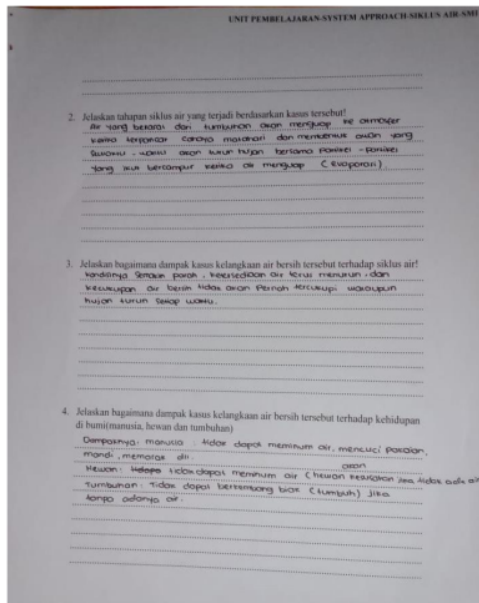 UNIT PEMBELAJARAN-SYSTEM APPROACH-SIKLUS AIR-SMP
2. Jelaskan tahapan siklus air yang terjadi berdasarkan kasus tersebut!
Air yang berasal dari tumbuhan akan menguap ke atmosfer
ketika terpancar cahaya matahari dan membentuk awan yang
sewaktu-waktu akan turun hujan bersama partikel-partikel
yang ikut bercampur ketika air menguap (evaporasi).
3. Jelaskan bagaimana dampak kasus kelangkaan air bersih tersebut terhadap siklus air!
kondisinya semakin parah, ketersediaan air terus menurun, dan
kecukupan air bersih tidak akan pernah tercukupi walaupun
hujan turun setiap waktu.
4. Jelaskan bagaimana dampak kasus kelangkaan air bersih tersebut terhadap kehidupan
di bumi(manusia, hewan dan tumbuhan)
Dampaknya: manusia : tidak dapat meminum air, mencuci pakaian,
mandi, memasak dll.
akan
Hewan: tidak dapat meminum air (hewan kesusahan jika tidak ada air
Tumbuhan: Tidak dapat berkembang biak (tumbuh) jika
tanpa adanya air.